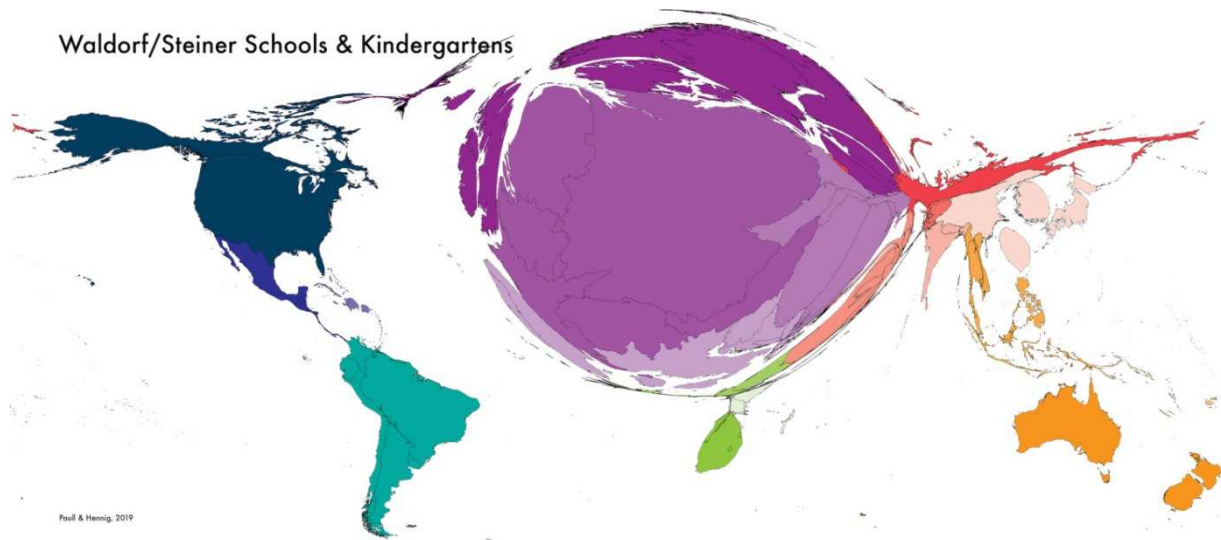 Waldorf/Steiner Schools & Kindergartens
Paull & Hennig, 2019